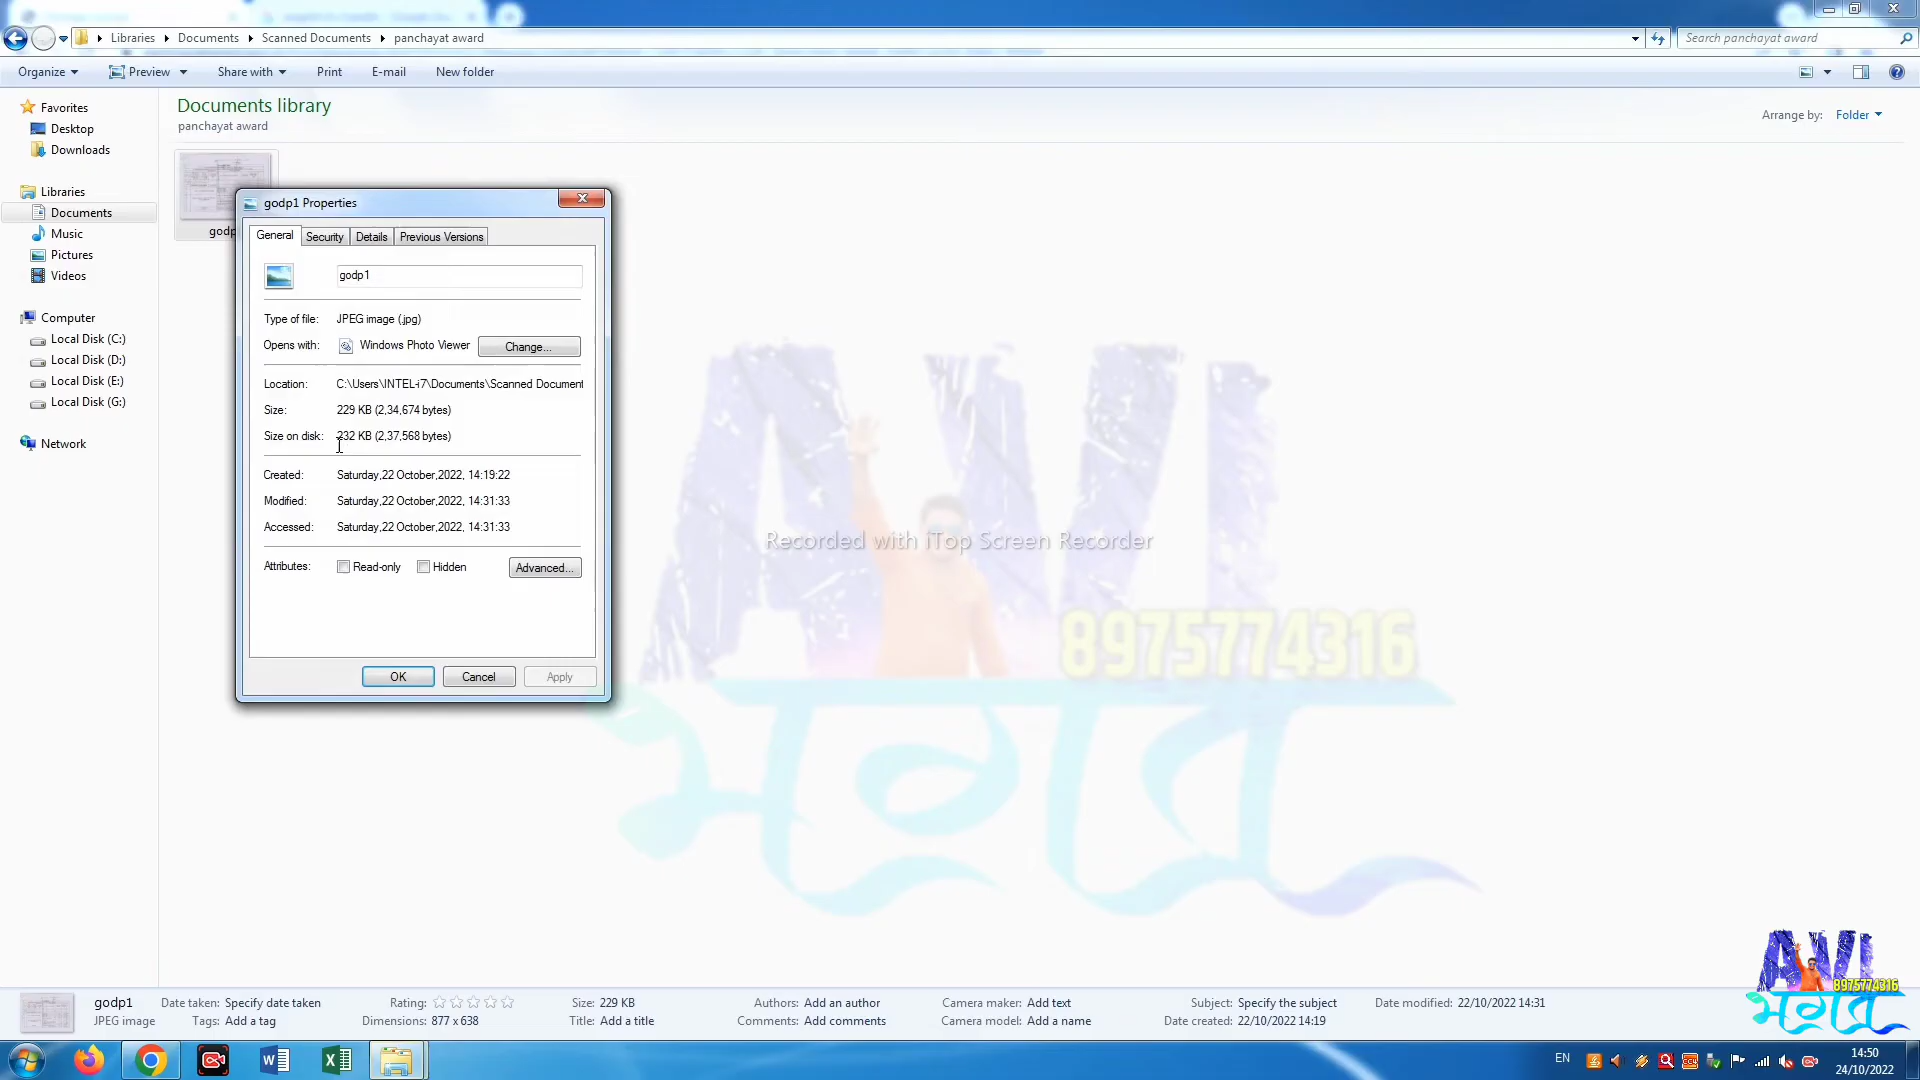 Libraries Documents Scanned Documents panchayat award
Search panchayat award
Organize Preview Share with Print E-mail New folder
Documents library
panchayat award
Arrange by: Folder
Favorites
Desktop
Downloads
Libraries
Documents
Music
Pictures
Videos
Computer
Local Disk (C:)
Local Disk (D:)
Local Disk (E:)
Local Disk (G:)
Network
godp1 Properties
General Security Details Previous Versions
godp1
Type of file: JPEG image (.jpg)
Opens with: Windows Photo Viewer Change...
Location: C:\Users\INTEL-i7\Documents\Scanned Document
Size: 229 KB (2,34,674 bytes)
Size on disk: 232 KB (2,37,568 bytes)
Created: Saturday,22 October,2022, 14:19:22
Modified: Saturday,22 October,2022, 14:31:33
Accessed: Saturday,22 October,2022, 14:31:33
Attributes: Read-only Hidden Advanced...
OK Cancel Apply
AVI
Recorded with iTop Screen Recorder
8975774316
भगत
AVI
8975774316
भगत
godp1 Date taken: Specify date taken Rating: Size: 229 KB Authors: Add an author Camera maker: Add text Subject: Specify the subject Date modified: 22/10/2022 14:31
JPEG image Tags: Add a tag Dimensions: 877 x 638 Title: Add a title Comments: Add comments Camera model: Add a name Date created: 22/10/2022 14:19
EN
14:50
24/10/2022